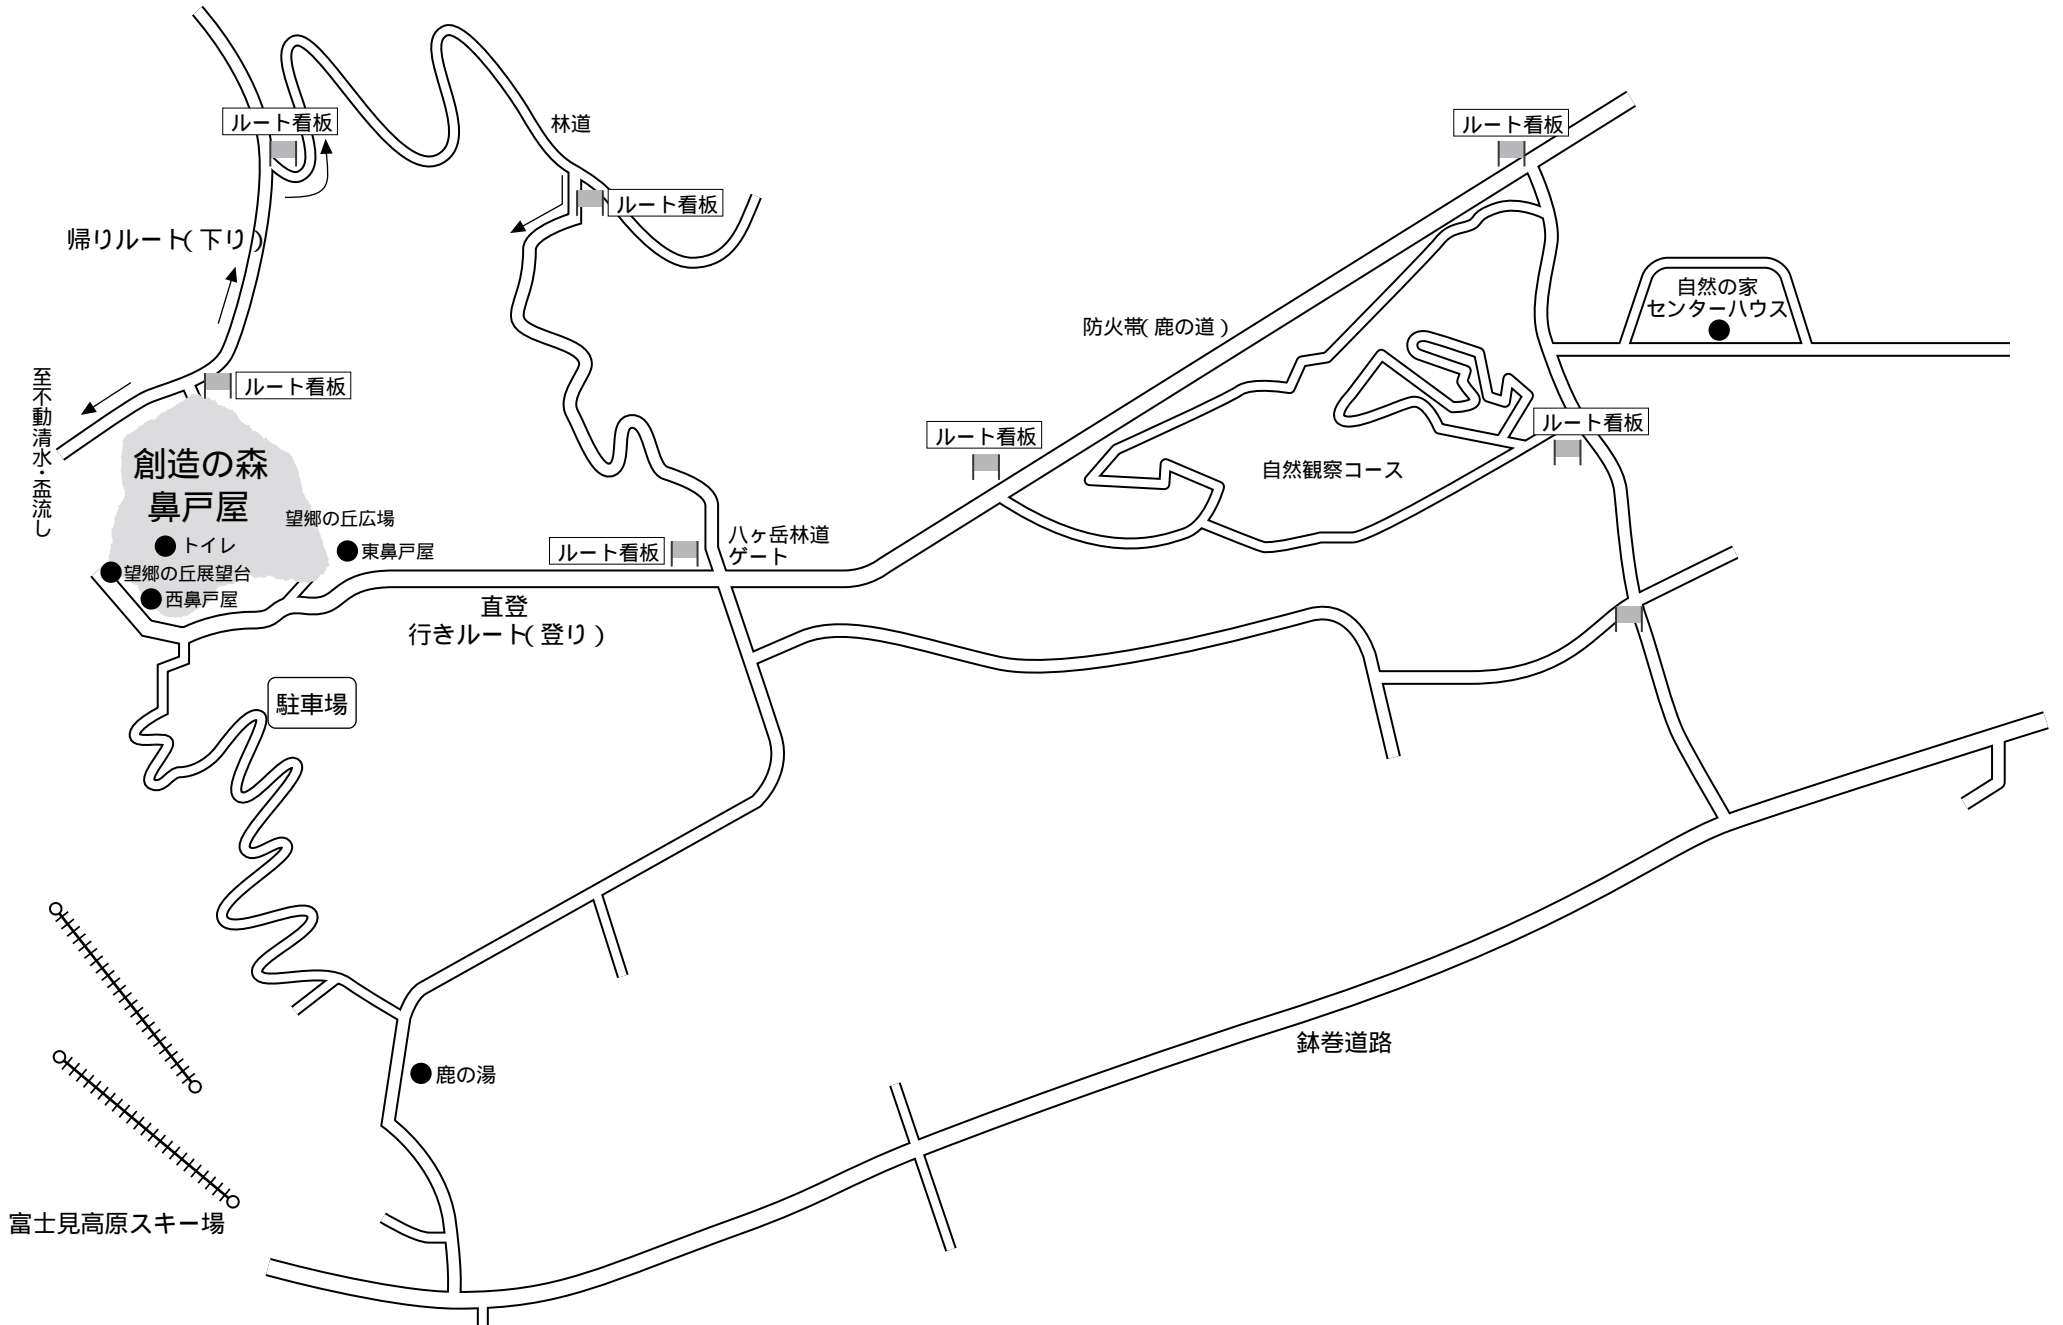 ルート看板
林道
ルート看板
帰りルート(下り)
ルート看板
至不動清水・盃流し
創造の森
鼻戸屋
トイレ
望郷の丘展望台
西鼻戸屋
望郷の丘広場
東鼻戸屋
ルート看板
八ヶ岳林道
ゲート
直登
行きルート(登り)
駐車場
ルート看板
防火帯(鹿の道)
ルート看板
自然の家
センターハウス
ルート看板
自然観察コース
鹿の湯
鉢巻道路
富士見高原スキー場